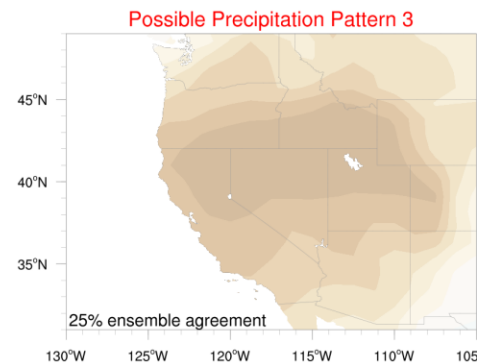 Possible Precipitation Pattern 3
45°N
40°N
35°N
25% ensemble agreement
130°W 125°W 120°W 115°W 110°W 105